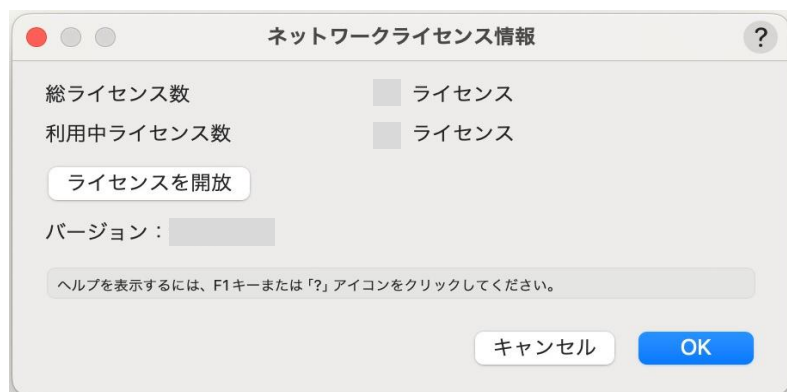 ネットワークライセンス情報
?
総ライセンス数 ライセンス
利用中ライセンス数 ライセンス
ライセンスを開放
バージョン：
ヘルプを表示するには、F1キーまたは「?」アイコンをクリックしてください。
キャンセル OK